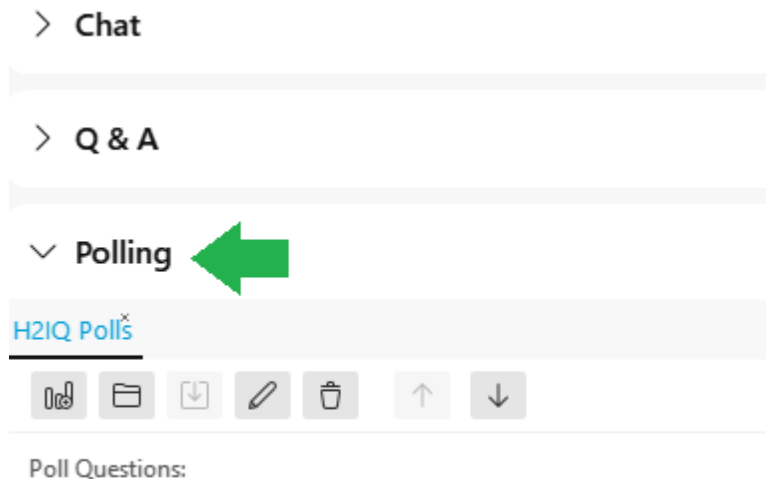 Chat
Q & A
Polling
H2IQ Polls
Poll Questions: